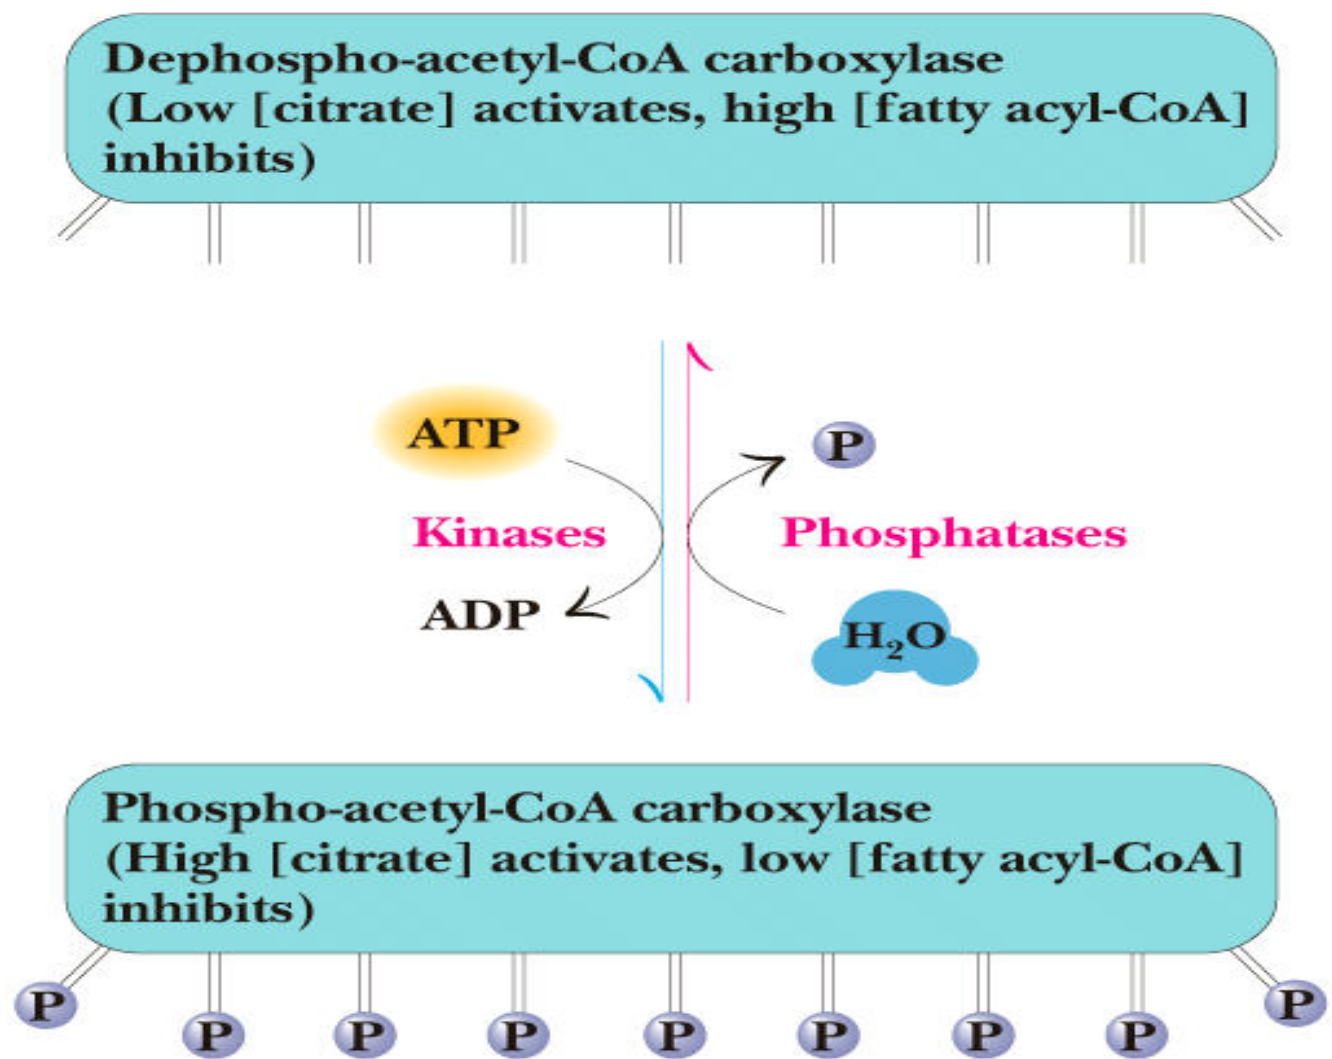 Dephospho-acetyl-CoA carboxylase
(Low [citrate] activates, high [fatty acyl-CoA]
inhibits)
ATP
P
Kinases
Phosphatases
ADP
H₂O
Phospho-acetyl-CoA carboxylase
(High [citrate] activates, low [fatty acyl-CoA]
inhibits)
P P P P P P P P P